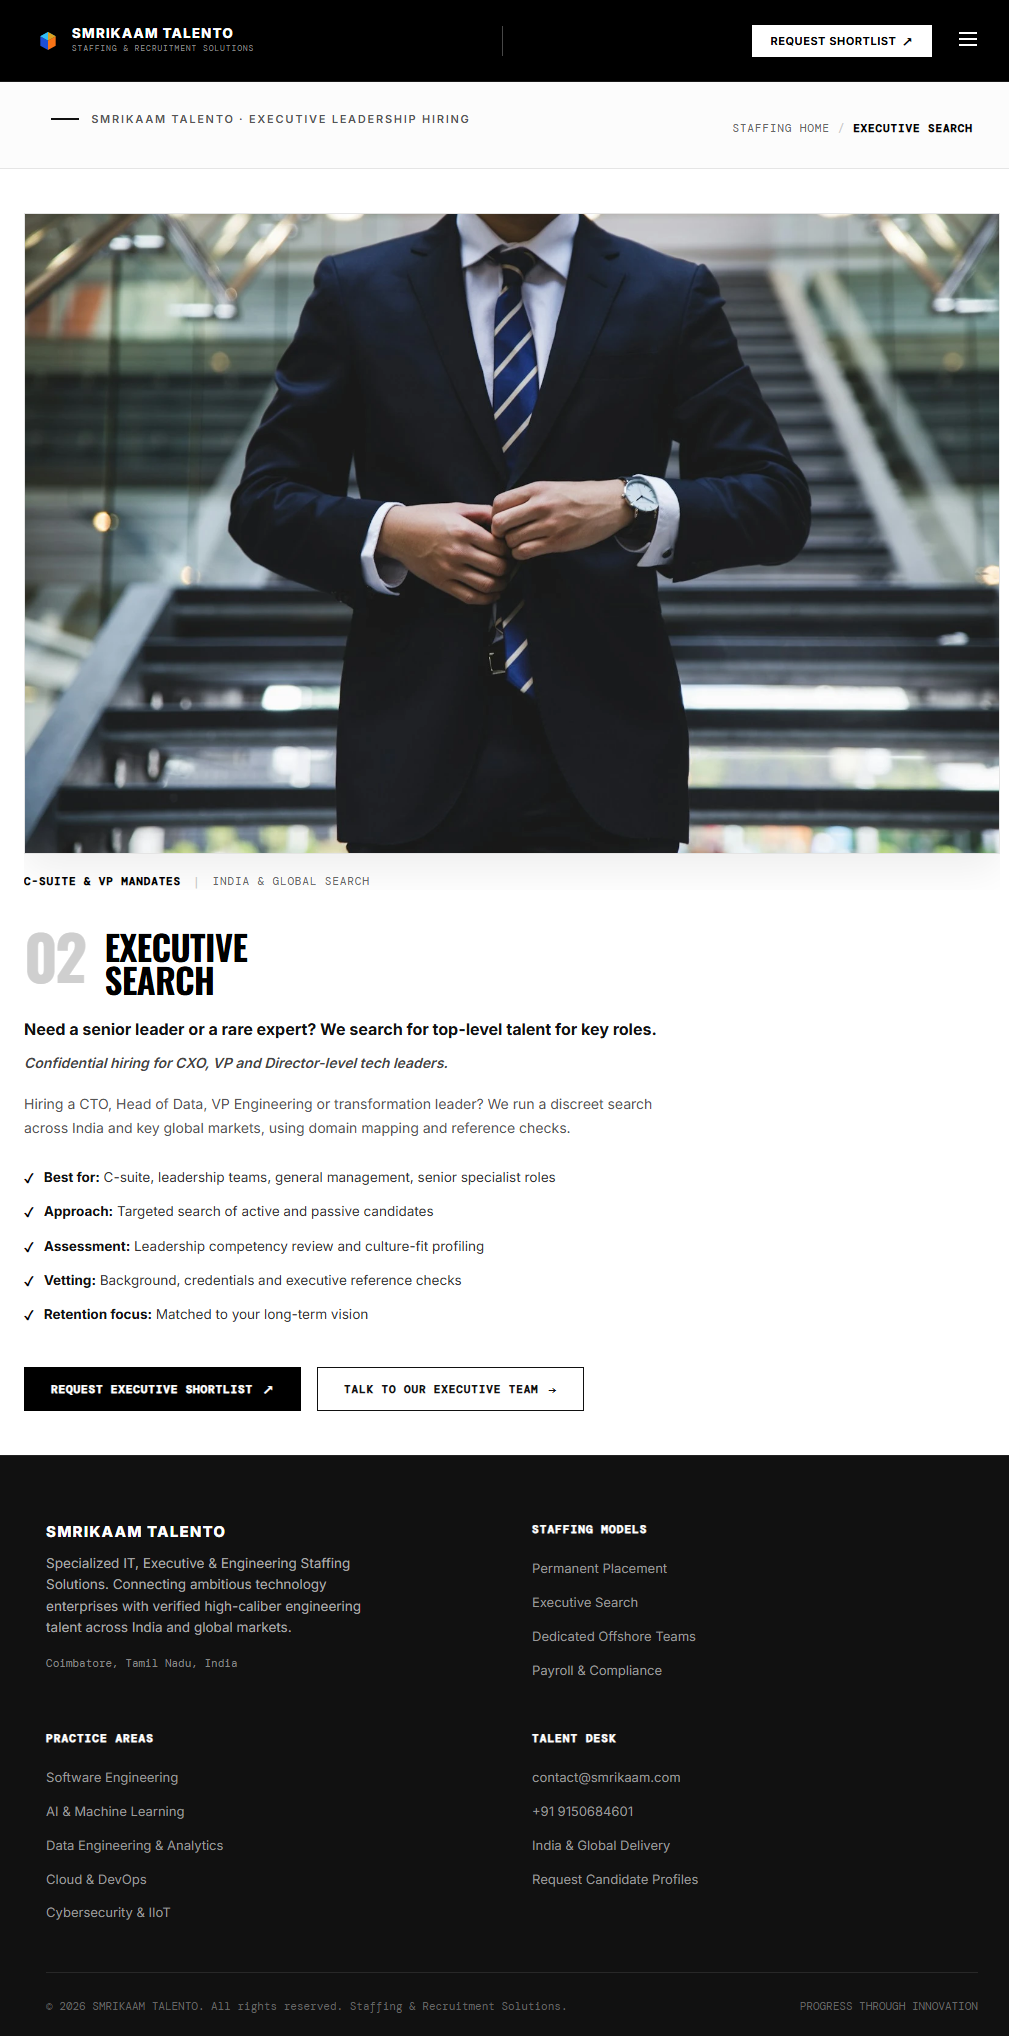 SMRIKAAM TALENTO
STAFFING & RECRUITMENT SOLUTIONS
REQUEST SHORTLIST ↗
SMRIKAAM TALENTO · EXECUTIVE LEADERSHIP HIRING
STAFFING HOME / EXECUTIVE SEARCH
C-SUITE & VP MANDATES | INDIA & GLOBAL SEARCH
02 EXECUTIVE
SEARCH
Need a senior leader or a rare expert? We search for top-level talent for key roles.
Confidential hiring for CXO, VP and Director-level tech leaders.
Hiring a CTO, Head of Data, VP Engineering or transformation leader? We run a discreet search
across India and key global markets, using domain mapping and reference checks.
✓ Best for: C-suite, leadership teams, general management, senior specialist roles
✓ Approach: Targeted search of active and passive candidates
✓ Assessment: Leadership competency review and culture-fit profiling
✓ Vetting: Background, credentials and executive reference checks
✓ Retention focus: Matched to your long-term vision
REQUEST EXECUTIVE SHORTLIST ↗
TALK TO OUR EXECUTIVE TEAM →
SMRIKAAM TALENTO
Specialized IT, Executive & Engineering Staffing
Solutions. Connecting ambitious technology
enterprises with verified high-caliber engineering
talent across India and global markets.
Coimbatore, Tamil Nadu, India
STAFFING MODELS
Permanent Placement
Executive Search
Dedicated Offshore Teams
Payroll & Compliance
PRACTICE AREAS
Software Engineering
AI & Machine Learning
Data Engineering & Analytics
Cloud & DevOps
Cybersecurity & IIoT
TALENT DESK
contact@smrikaam.com
+91 9150684601
India & Global Delivery
Request Candidate Profiles
© 2026 SMRIKAAM TALENTO. All rights reserved. Staffing & Recruitment Solutions.
PROGRESS THROUGH INNOVATION